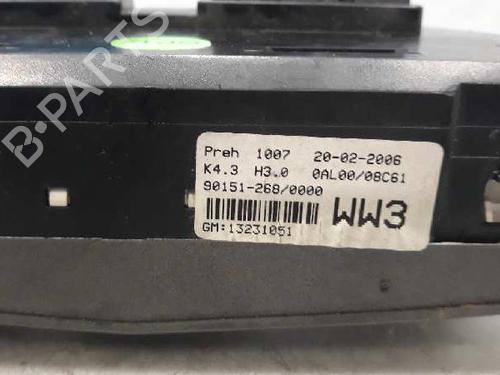 B-PARTS
Preh 1007 20-02-2006
K4.3 H3.0 0AL00/08C61
90151-268/0000
WW3
GM:13231051